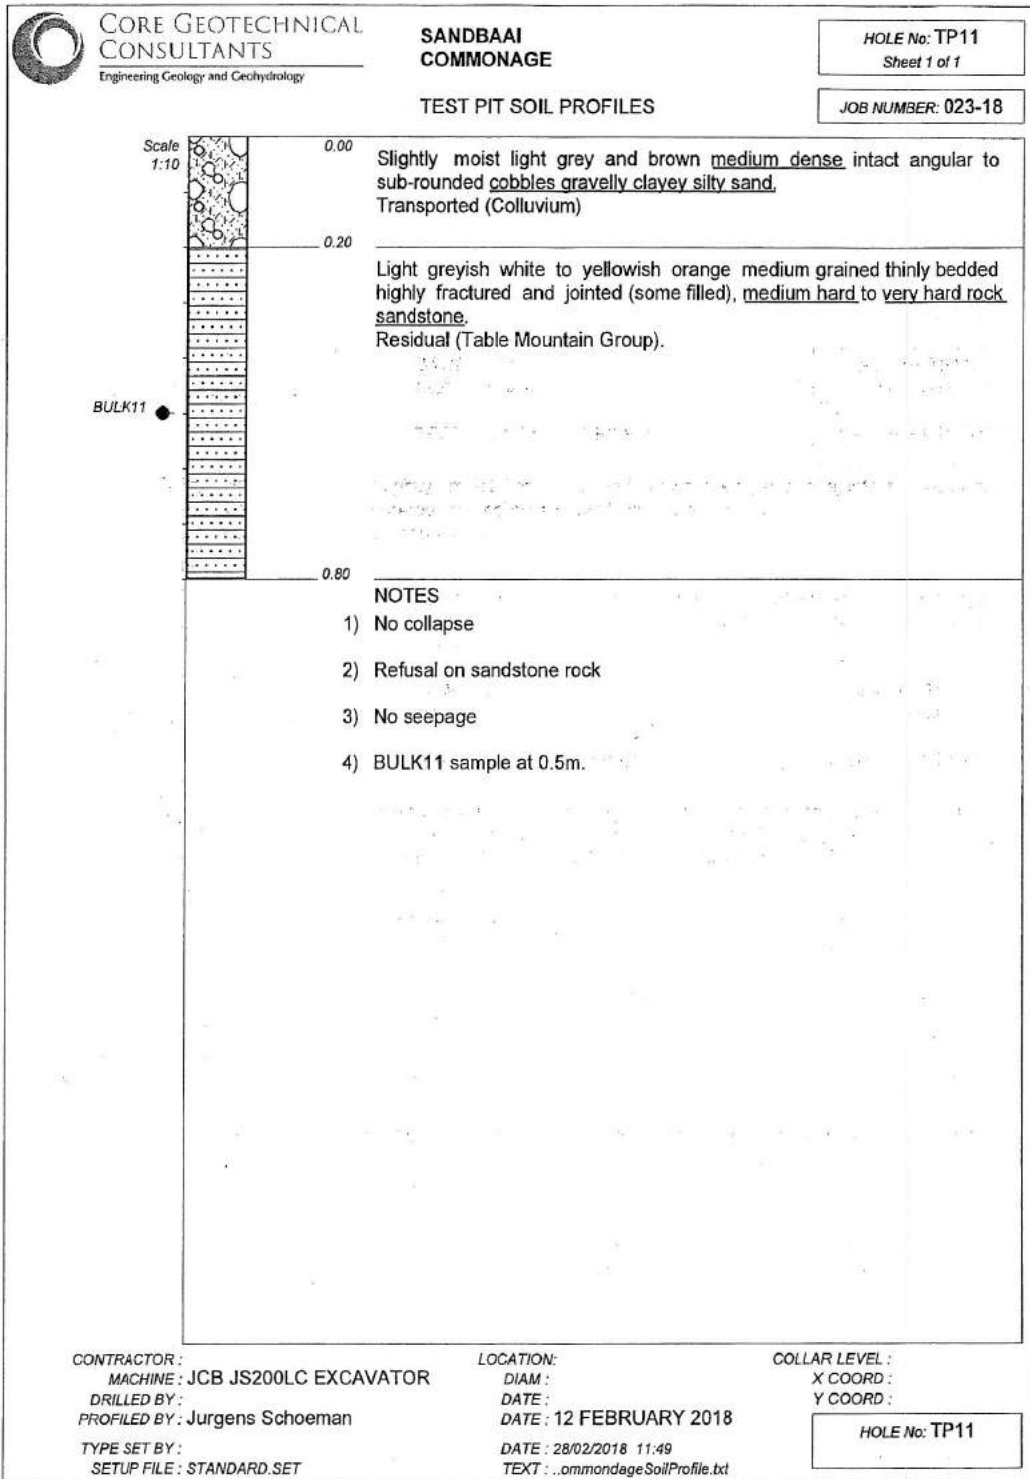 CORE GEOTECHNICAL
CONSULTANTS
Engineering Geology and Geohydrology
SANDBAAI
COMMONAGE
TEST PIT SOIL PROFILES
HOLE No: TP11
Sheet 1 of 1
JOB NUMBER: 023-18
Scale
1:10
0.00
Slightly moist light grey and brown medium dense intact angular to
sub-rounded cobbles gravelly clayey silty sand.
Transported (Colluvium)
0.20
Light greyish white to yellowish orange medium grained thinly bedded
highly fractured and jointed (some filled), medium hard to very hard rock
sandstone.
Residual (Table Mountain Group).
BULK11
0.80
NOTES
1) No collapse
2) Refusal on sandstone rock
3) No seepage
4) BULK11 sample at 0.5m.
CONTRACTOR :
MACHINE : JCB JS200LC EXCAVATOR
DRILLED BY :
PROFILED BY : Jurgens Schoeman
TYPE SET BY :
SETUP FILE : STANDARD.SET
LOCATION:
DIAM :
DATE :
DATE : 12 FEBRUARY 2018
DATE : 28/02/2018 11:49
TEXT : ..ommondageSoilProfile.txt
COLLAR LEVEL :
X COORD :
Y COORD :
HOLE No: TP11